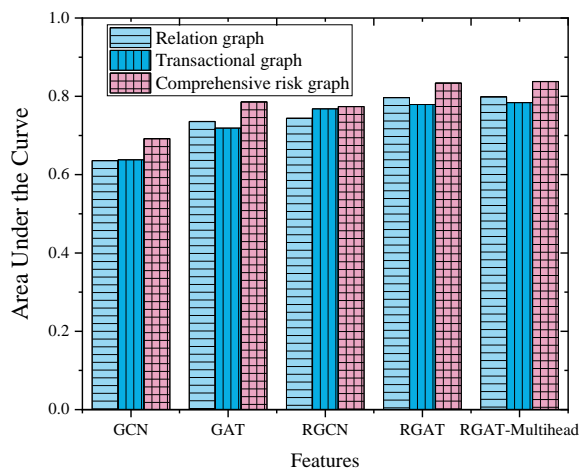 Relation graph
Transactional graph
Comprehensive risk graph
1.0
0.8
0.6
0.4
0.2
0.0
Area Under the Curve
GCN GAT RGCN RGAT RGAT-Multihead
Features